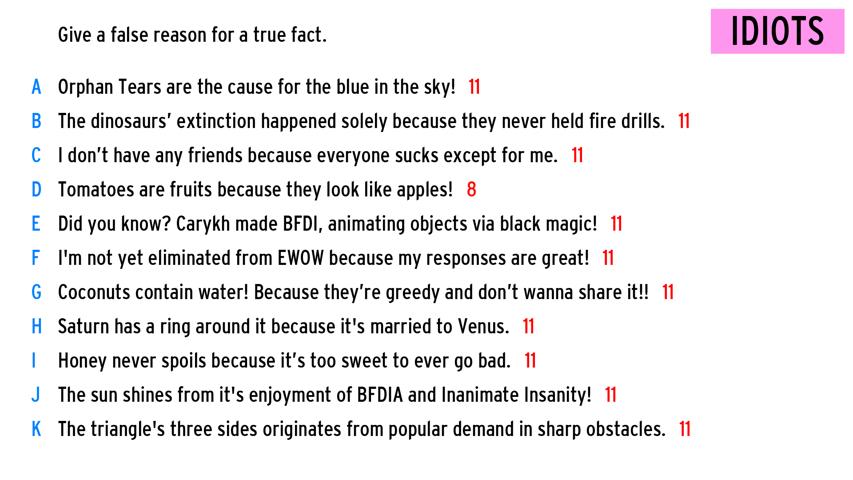 Give a false reason for a true fact.
IDIOTS
A Orphan Tears are the cause for the blue in the sky! 11
B The dinosaurs’ extinction happened solely because they never held fire drills. 11
C I don’t have any friends because everyone sucks except for me. 11
D Tomatoes are fruits because they look like apples! 8
E Did you know? Carykh made BFDI, animating objects via black magic! 11
F I'm not yet eliminated from EWOW because my responses are great! 11
G Coconuts contain water! Because they’re greedy and don’t wanna share it!! 11
H Saturn has a ring around it because it's married to Venus. 11
I Honey never spoils because it’s too sweet to ever go bad. 11
J The sun shines from it's enjoyment of BFDIA and Inanimate Insanity! 11
K The triangle's three sides originates from popular demand in sharp obstacles. 11